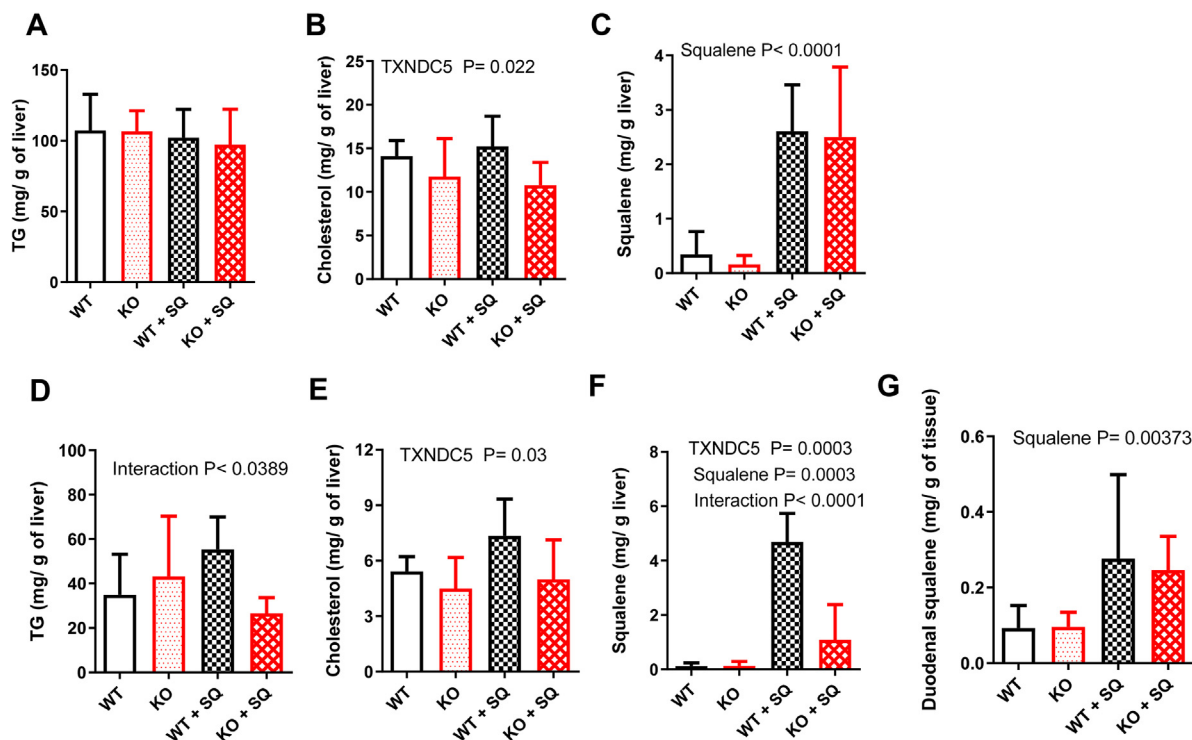 A
TG (mg/ g of liver)
150
100
50
0
WT
KO
WT + SQ
KO + SQ
B
TXNDC5 P= 0.022
Cholesterol (mg/ g of liver)
25
20
15
10
5
0
WT
KO
WT + SQ
KO + SQ
C
Squalene P< 0.0001
Squalene (mg/ g liver)
4
3
2
1
0
WT
KO
WT + SQ
KO + SQ
D
Interaction P< 0.0389
TG (mg/ g of liver)
100
80
60
40
20
0
WT
KO
WT + SQ
KO + SQ
E
TXNDC5 P= 0.03
Cholesterol (mg/ g of liver)
12
9
6
3
0
WT
KO
WT + SQ
KO + SQ
F
TXNDC5 P= 0.0003
Squalene P= 0.0003
Interaction P< 0.0001
Squalene (mg/ g liver)
8
6
4
2
0
WT
KO
WT + SQ
KO + SQ
G
Squalene P= 0.00373
Duodenal squalene (mg/ g of tissue)
0.6
0.4
0.2
0.0
WT
KO
WT + SQ
KO + SQ